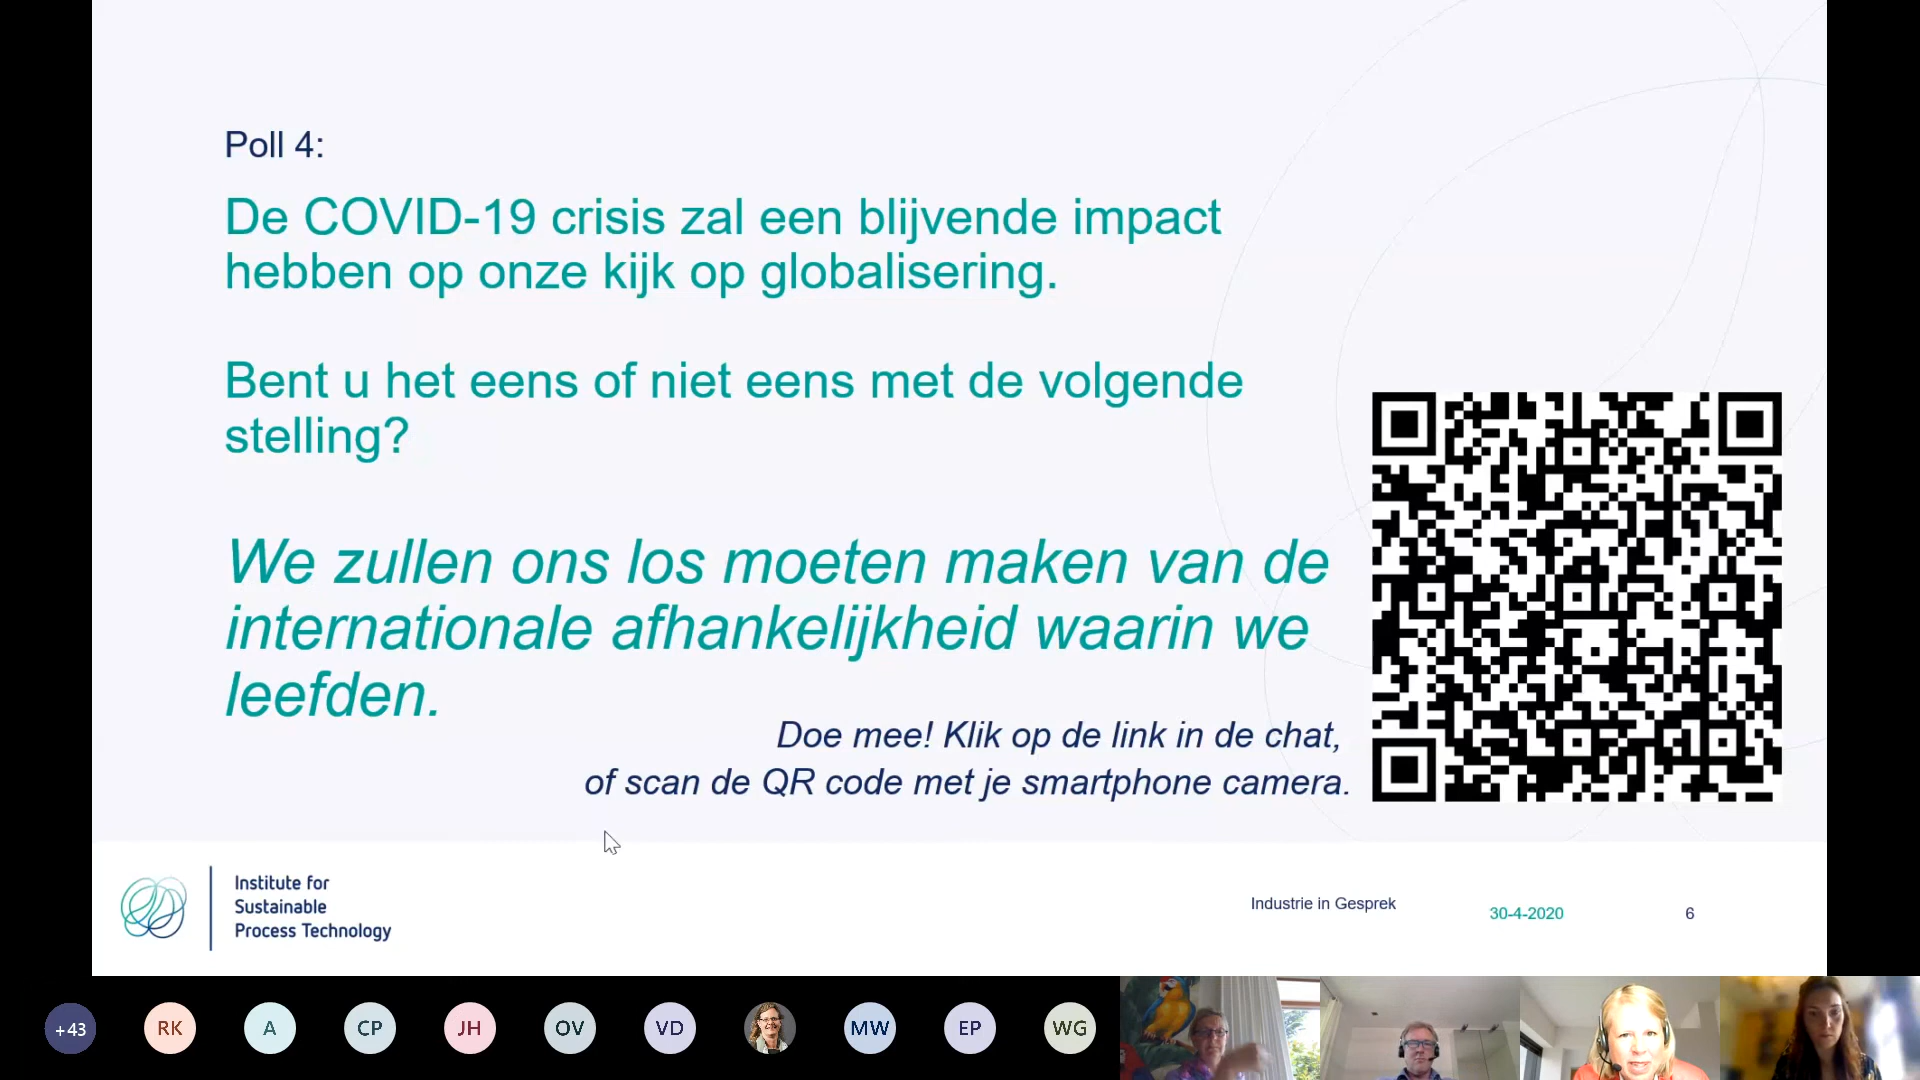 Poll 4:
De COVID-19 crisis zal een blijvende impact
hebben op onze kijk op globalisering.
Bent u het eens of niet eens met de volgende
stelling?
We zullen ons los moeten maken van de
internationale afhankelijkheid waarin we
leefden.
Doe mee! Klik op de link in de chat,
of scan de QR code met je smartphone camera.
Institute for
Sustainable
Process Technology
Industrie in Gesprek
30-4-2020
6
+43
RK
A
CP
JH
OV
VD
MW
EP
WG